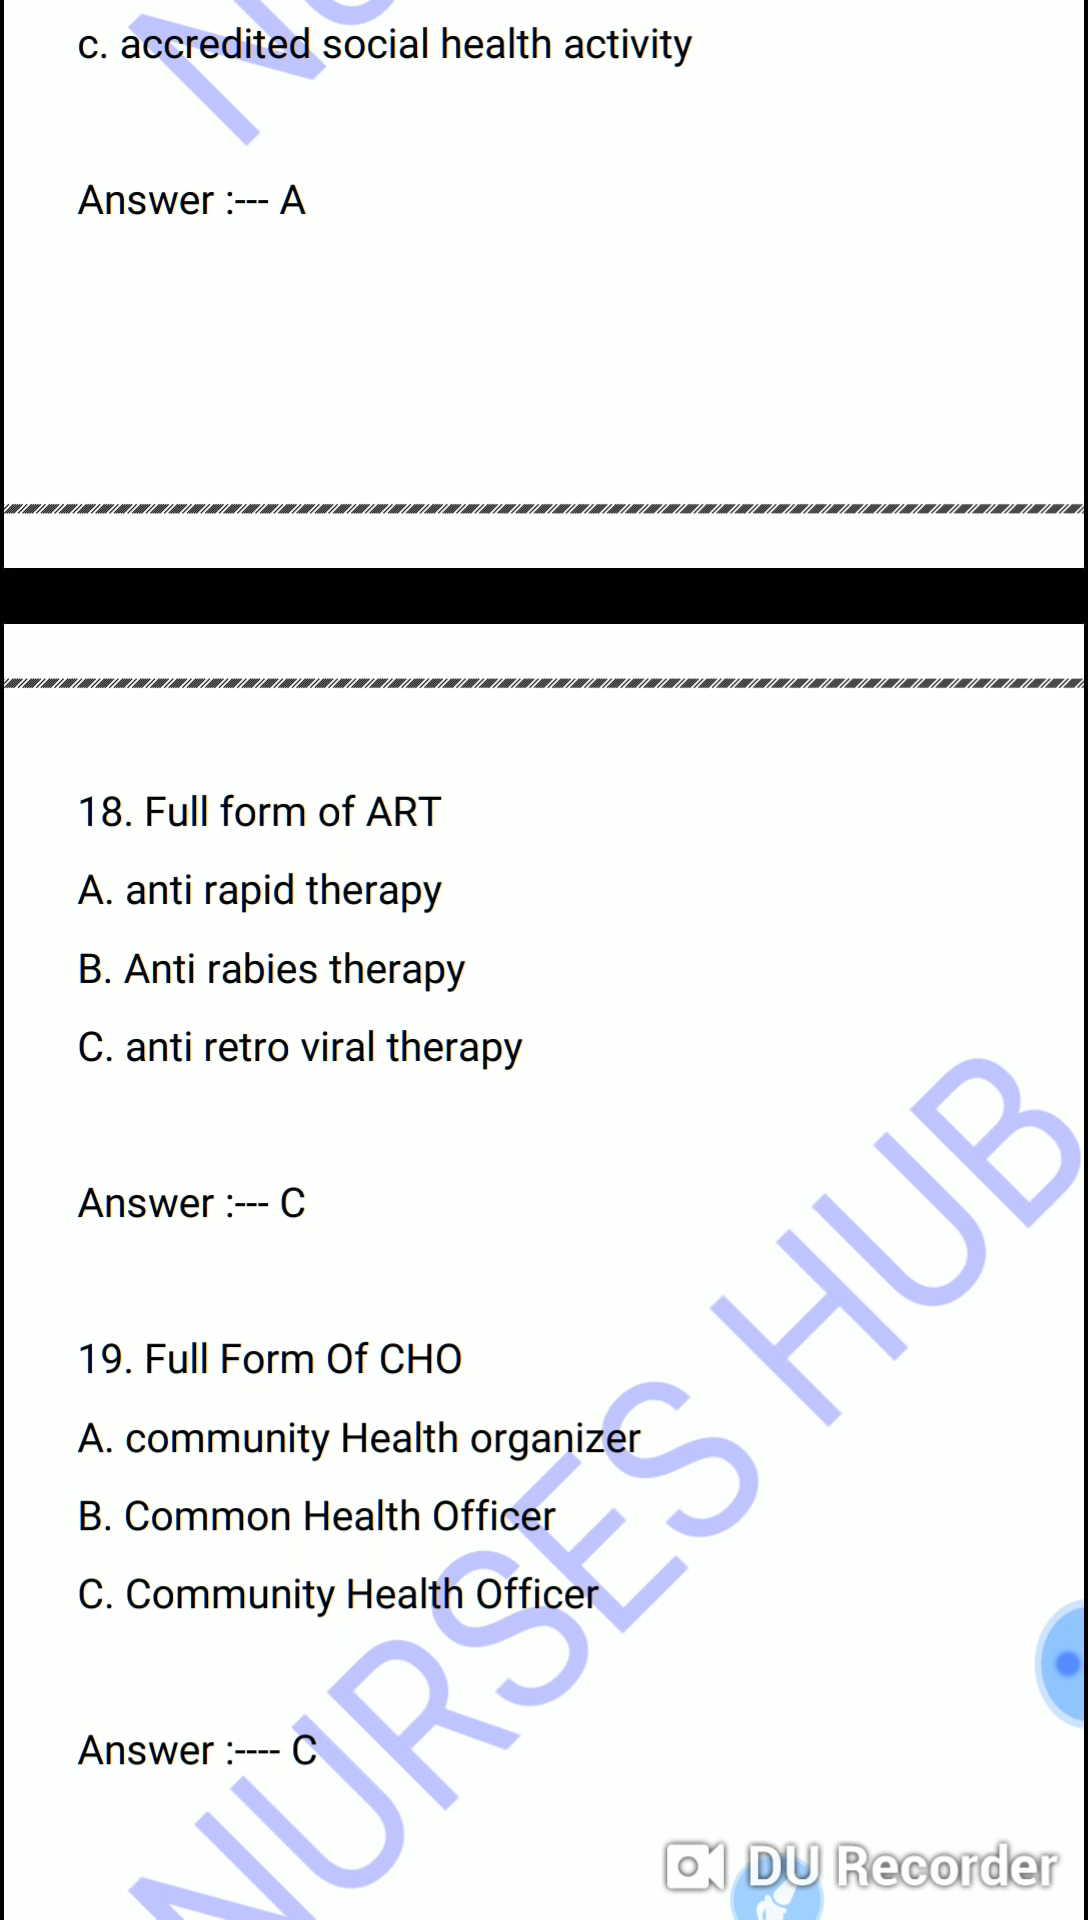 c. accredited social health activity
Answer :--- A
18. Full form of ART
A. anti rapid therapy
B. Anti rabies therapy
C. anti retro viral therapy
Answer :--- C
19. Full Form Of CHO
A. community Health organizer
B. Common Health Officer
C. Community Health Officer
Answer :---- C
NURSES HUB
DU Recorder